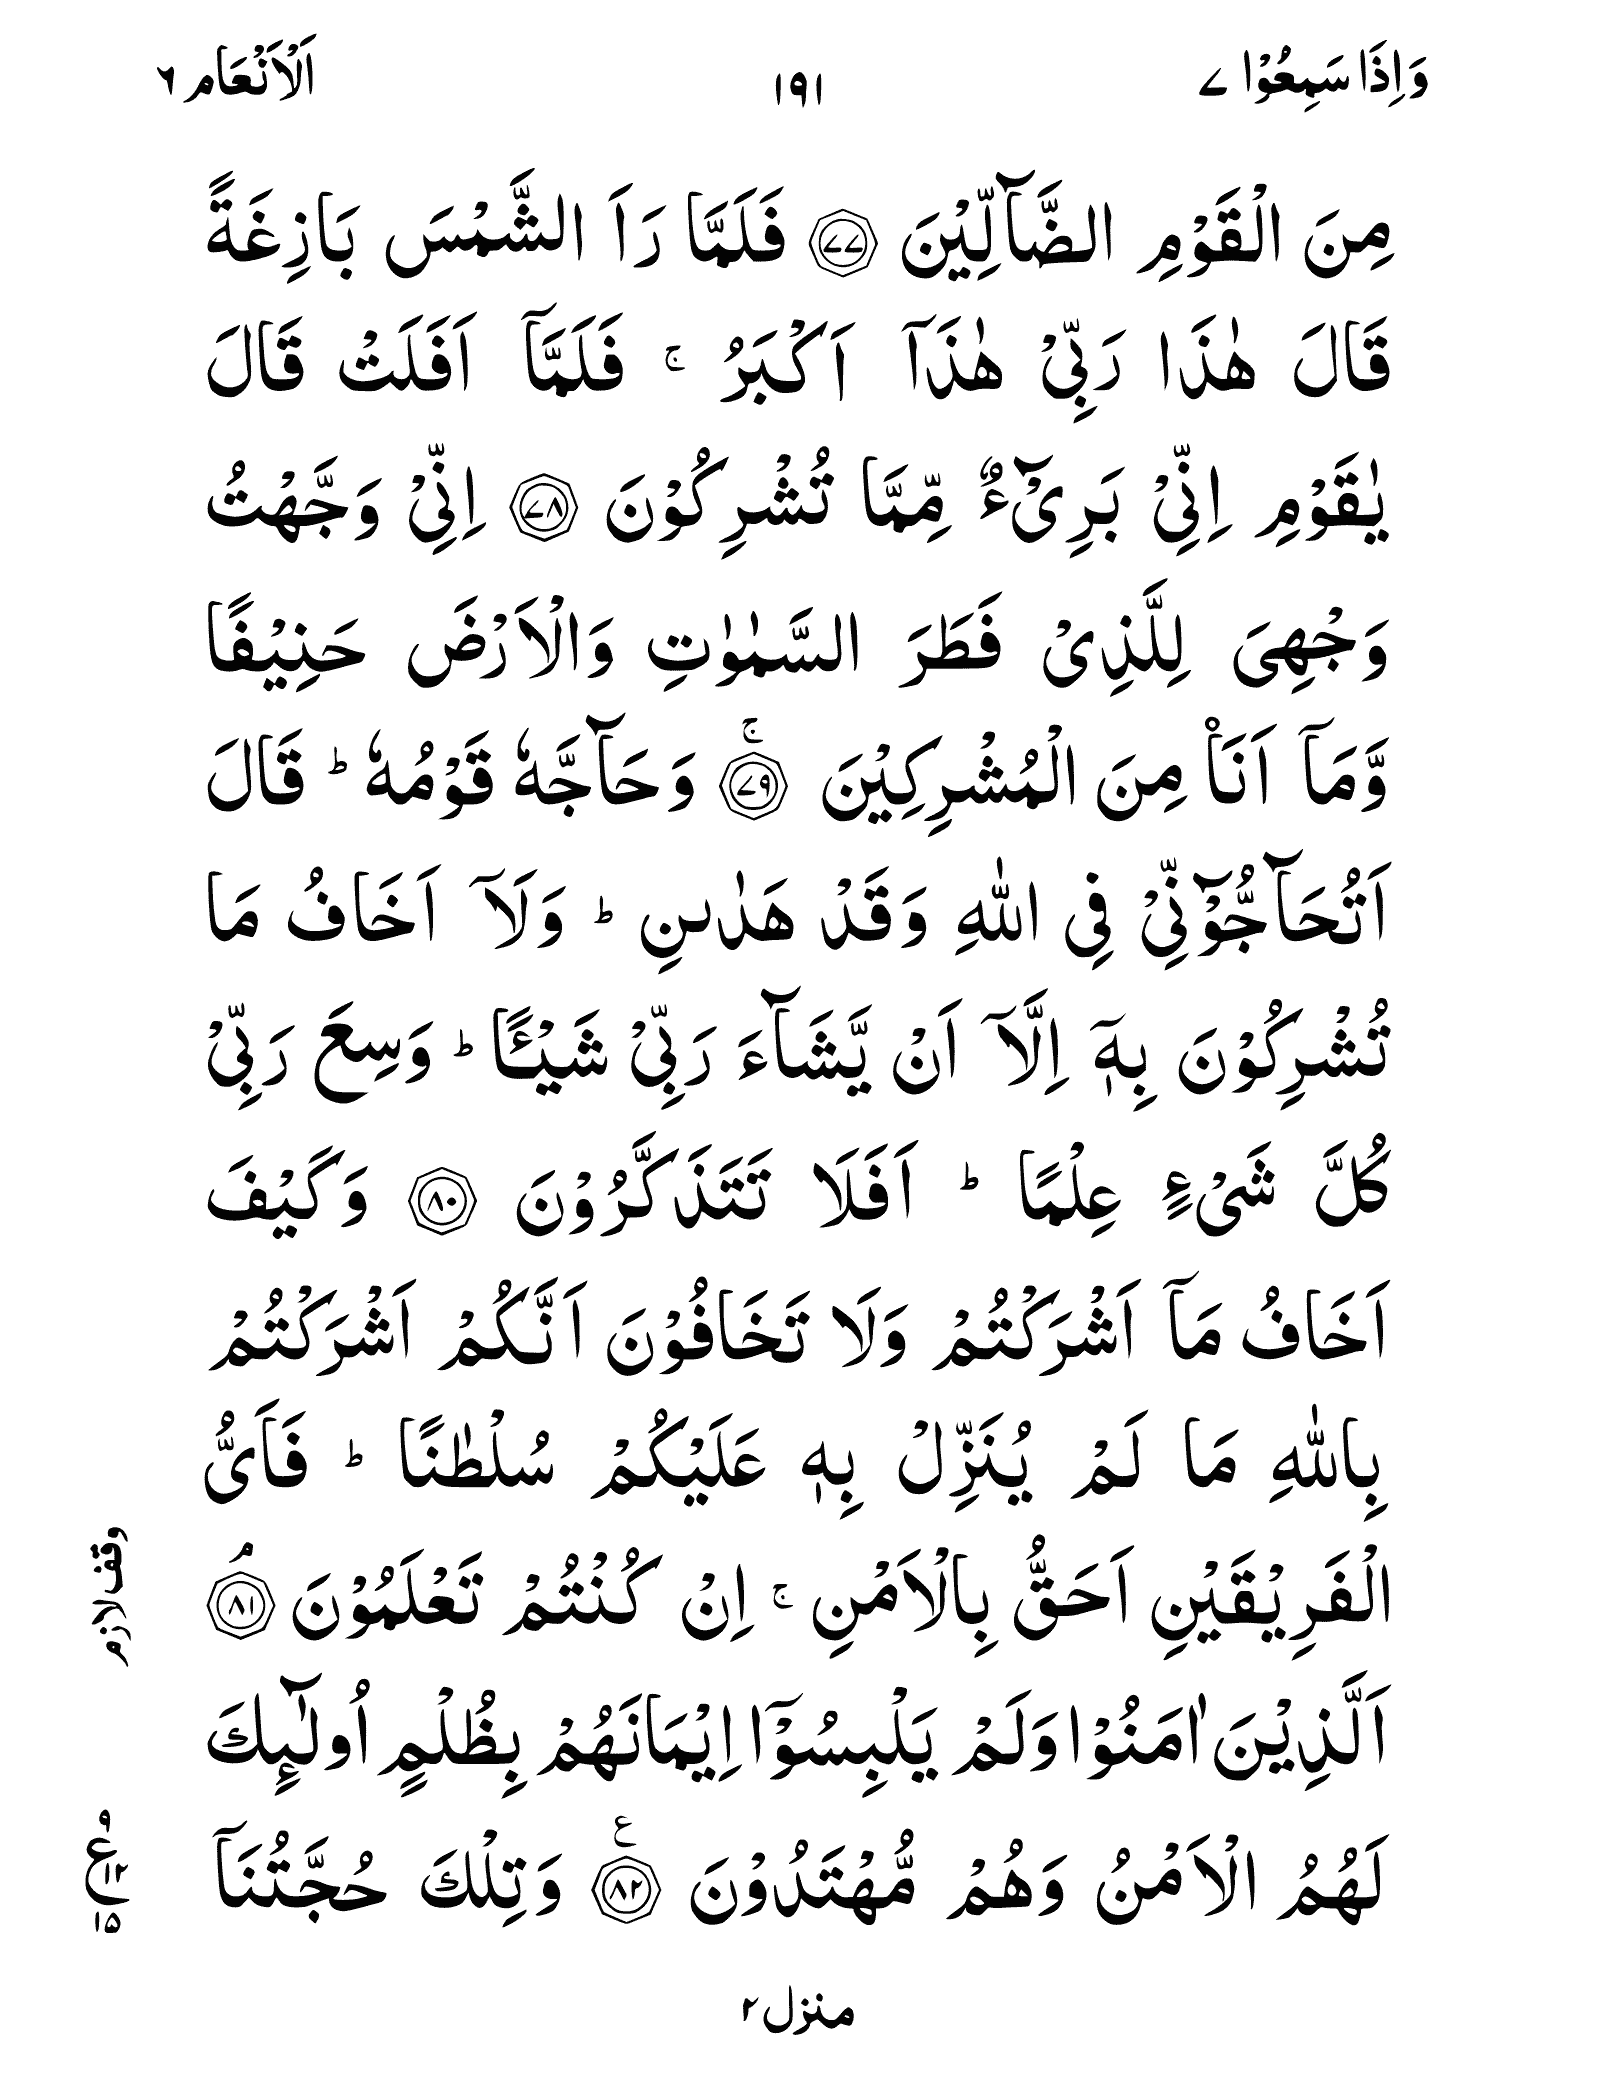 وَاِذَا سَمِعُوْا ٧ ١٩١ اَلْاَنْعَام ٦
مِنَ الْقَوْمِ الضَّآلِّيْنَ ٧٧ فَلَمَّا رَاَ الشَّمْسَ بَازِغَةً
قَالَ هٰذَا رَبِّيْ هٰذَآ اَكْبَرُ ۚ فَلَمَّآ اَفَلَتْ قَالَ
يٰقَوْمِ اِنِّيْ بَرِيْٓءٌ مِّمَّا تُشْرِكُوْنَ ٧٨ اِنِّيْ وَجَّهْتُ
وَجْهِيَ لِلَّذِيْ فَطَرَ السَّمٰوٰتِ وَالْاَرْضَ حَنِيْفًا
وَّمَآ اَنَا۠ مِنَ الْمُشْرِكِيْنَ ۚ ٧٩ وَحَآجَّهٗ قَوْمُهٗ ؕ قَالَ
اَتُحَآجُّوْٓنِّيْ فِي اللّٰهِ وَقَدْ هَدٰىنِ ؕ وَلَآ اَخَافُ مَا
تُشْرِكُوْنَ بِهٖٓ اِلَّآ اَنْ يَّشَآءَ رَبِّيْ شَيْـًٔا ؕ وَسِعَ رَبِّيْ
كُلَّ شَيْءٍ عِلْمًا ؕ اَفَلَا تَتَذَكَّرُوْنَ ٨٠ وَكَيْفَ
اَخَافُ مَآ اَشْرَكْتُمْ وَلَا تَخَافُوْنَ اَنَّكُمْ اَشْرَكْتُمْ
بِاللّٰهِ مَا لَمْ يُنَزِّلْ بِهٖ عَلَيْكُمْ سُلْطٰنًا ؕ فَاَيُّ
الْفَرِيْقَيْنِ اَحَقُّ بِالْاَمْنِ ۚ اِنْ كُنْتُمْ تَعْلَمُوْنَ ۘ ٨١
وقف لازم
اَلَّذِيْنَ اٰمَنُوْا وَلَمْ يَلْبِسُوْٓا اِيْمَانَهُمْ بِظُلْمٍ اُولٰٓئِكَ
لَهُمُ الْاَمْنُ وَهُمْ مُّهْتَدُوْنَ ع ٨٢ وَتِلْكَ حُجَّتُنَآ
٩
ع ١٢
١٥
منزل ٢